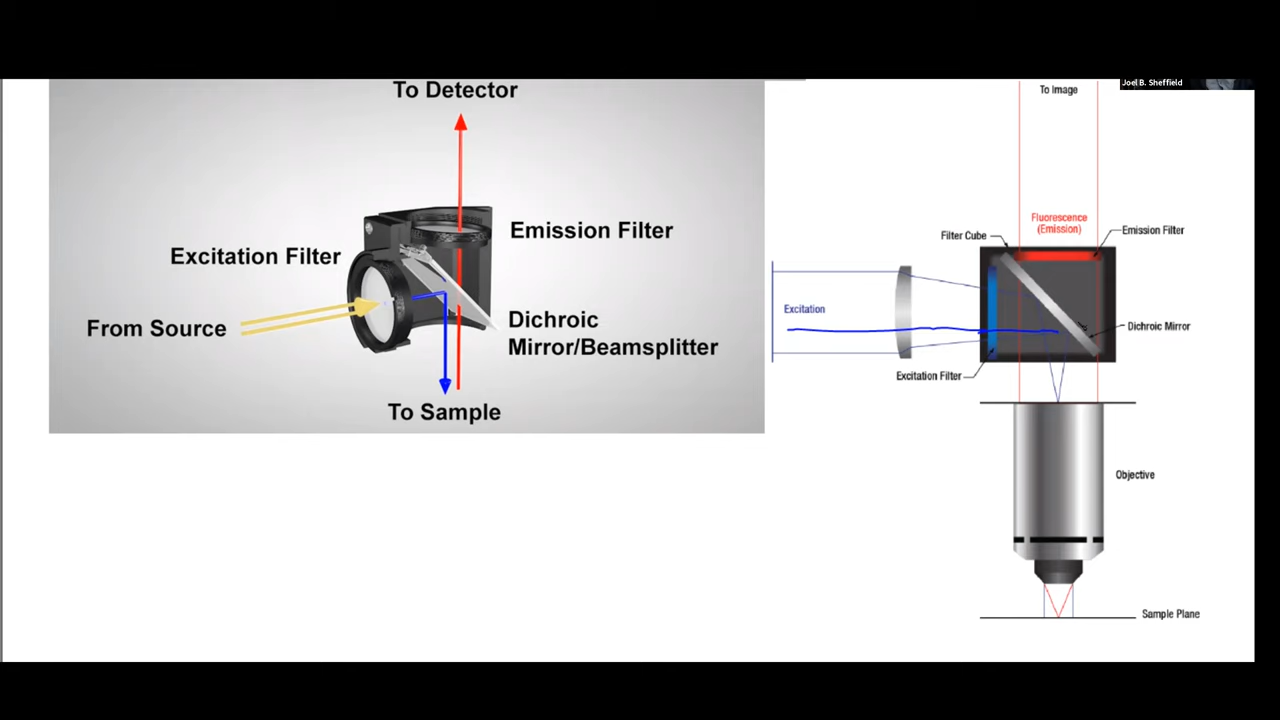 To Detector
Emission Filter
Excitation Filter
From Source
Dichroic
Mirror/Beamsplitter
To Sample
Joel B. Sheffield
To Image
Fluorescence
(Emission)
Filter Cube
Emission Filter
Excitation
Dichroic Mirror
Excitation Filter
Objective
Sample Plane